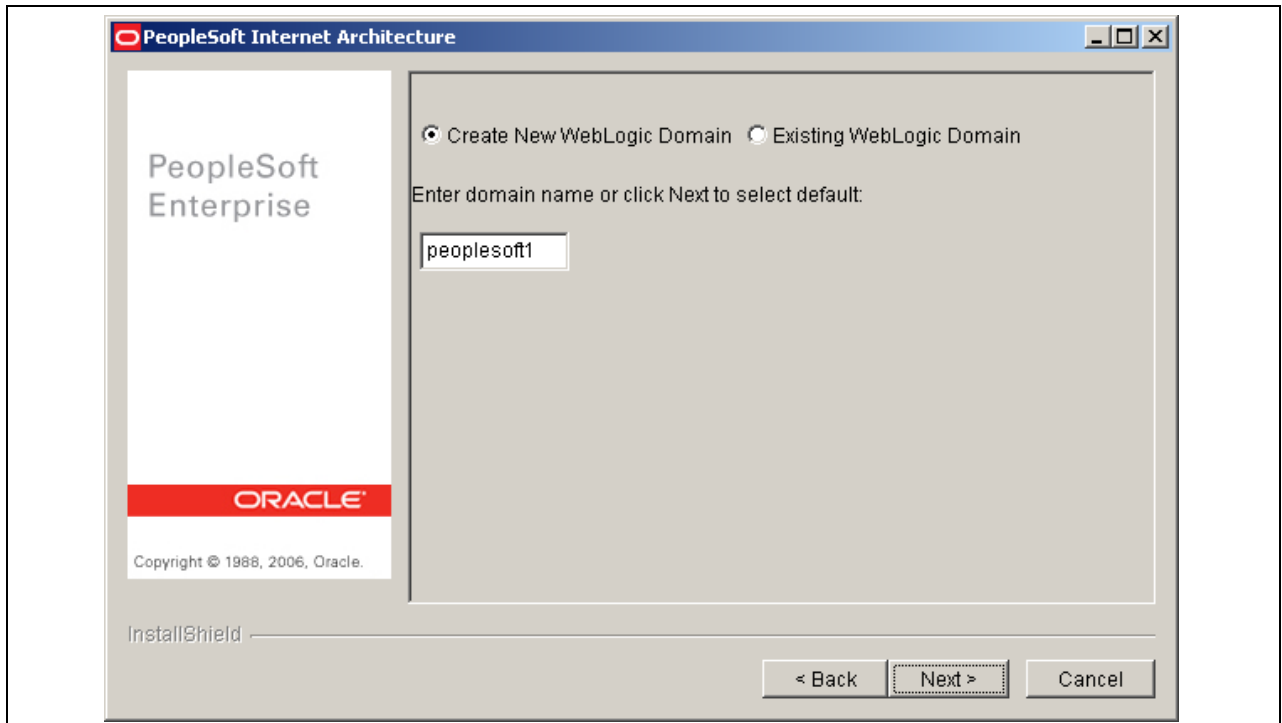 PeopleSoft Internet Architecture
PeopleSoft
Enterprise
ORACLE
Copyright © 1988, 2006, Oracle.
Create New WebLogic Domain Existing WebLogic Domain
Enter domain name or click Next to select default:
peoplesoft1
InstallShield
< Back Next > Cancel